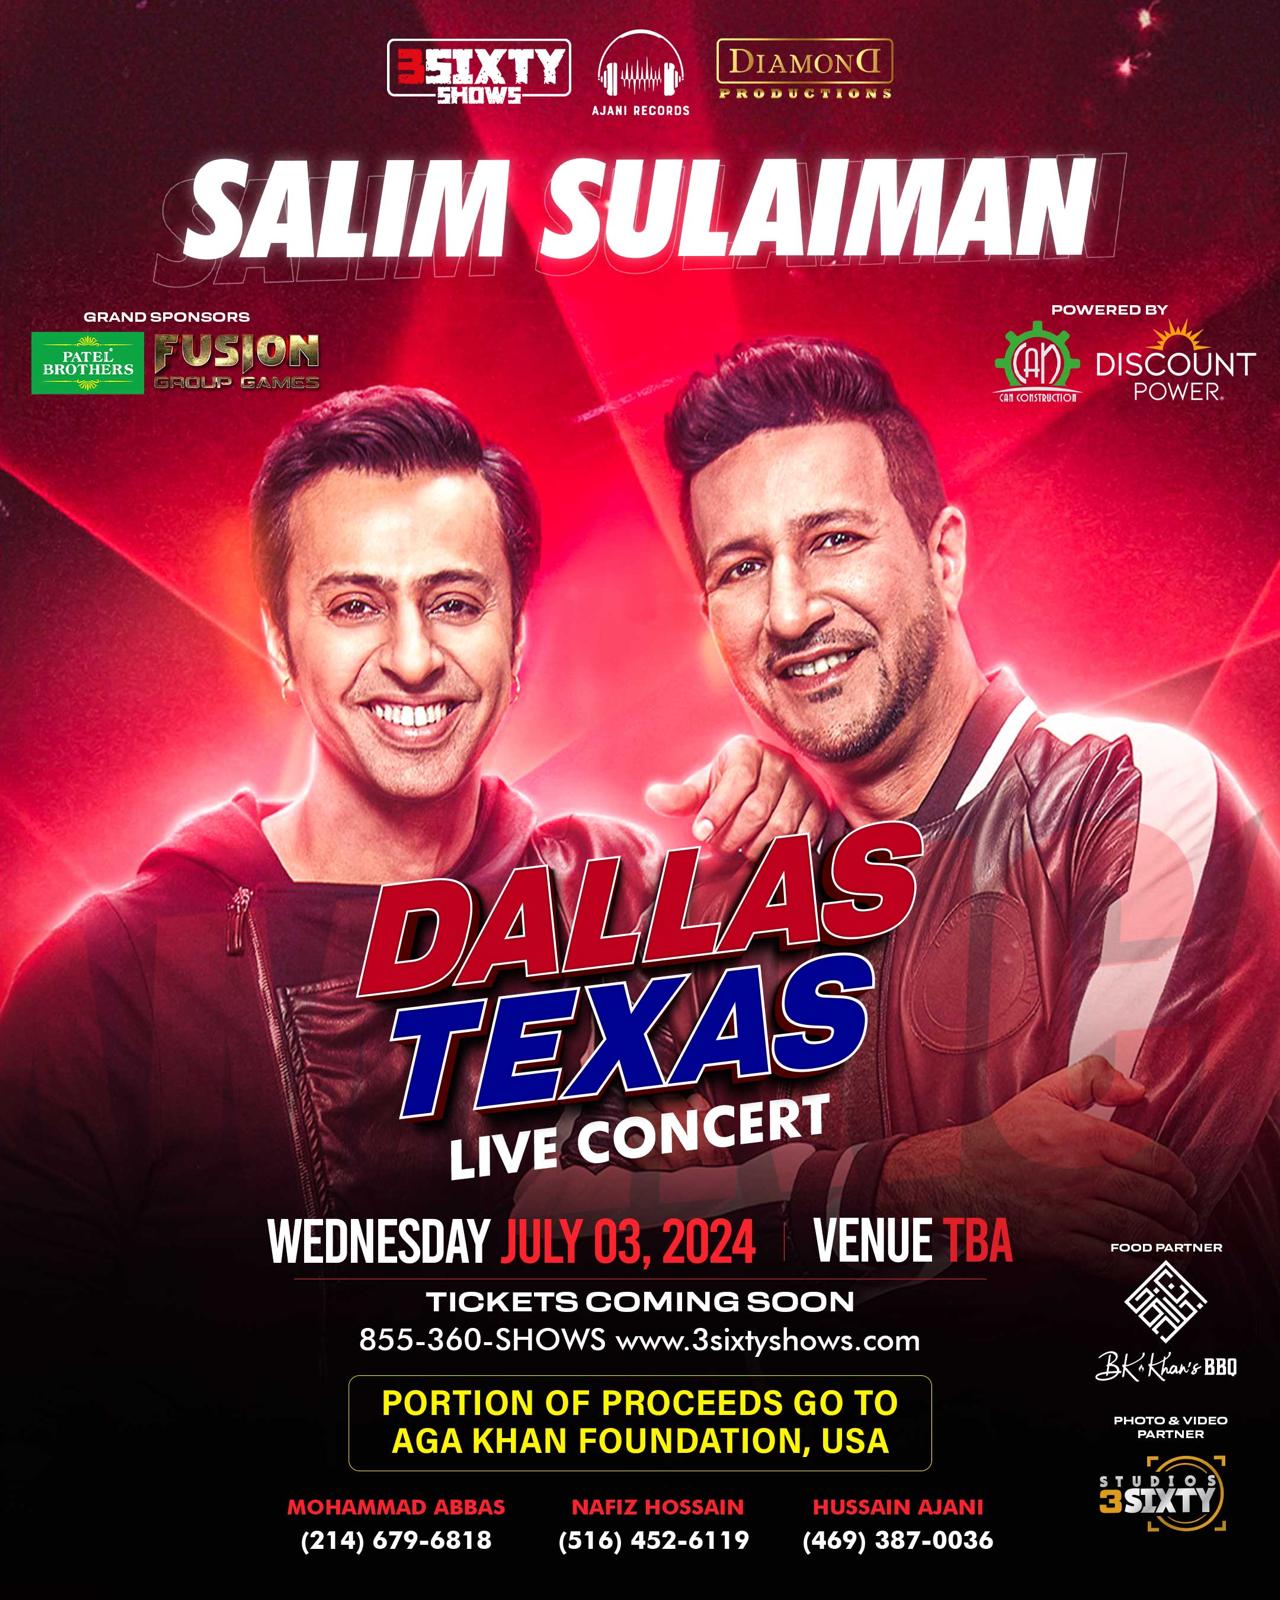 3SIXTY
SHOWS
AJANI RECORDS
DIAMOND
PRODUCTIONS
SALIM SULAIMAN
GRAND SPONSORS
PATEL
BROTHERS
FUSION
GROUP GAMES
POWERED BY
CAN
CAN CONSTRUCTION
DISCOUNT
POWER
DALLAS
TEXAS
LIVE CONCERT
WEDNESDAY JULY 03, 2024 | VENUE TBA
TICKETS COMING SOON
855-360-SHOWS www.3sixtyshows.com
PORTION OF PROCEEDS GO TO
AGA KHAN FOUNDATION, USA
MOHAMMAD ABBAS
(214) 679-6818
NAFIZ HOSSAIN
(516) 452-6119
HUSSAIN AJANI
(469) 387-0036
FOOD PARTNER
BK Khan's BBQ
PHOTO & VIDEO
PARTNER
STUDIOS
3SIXTY